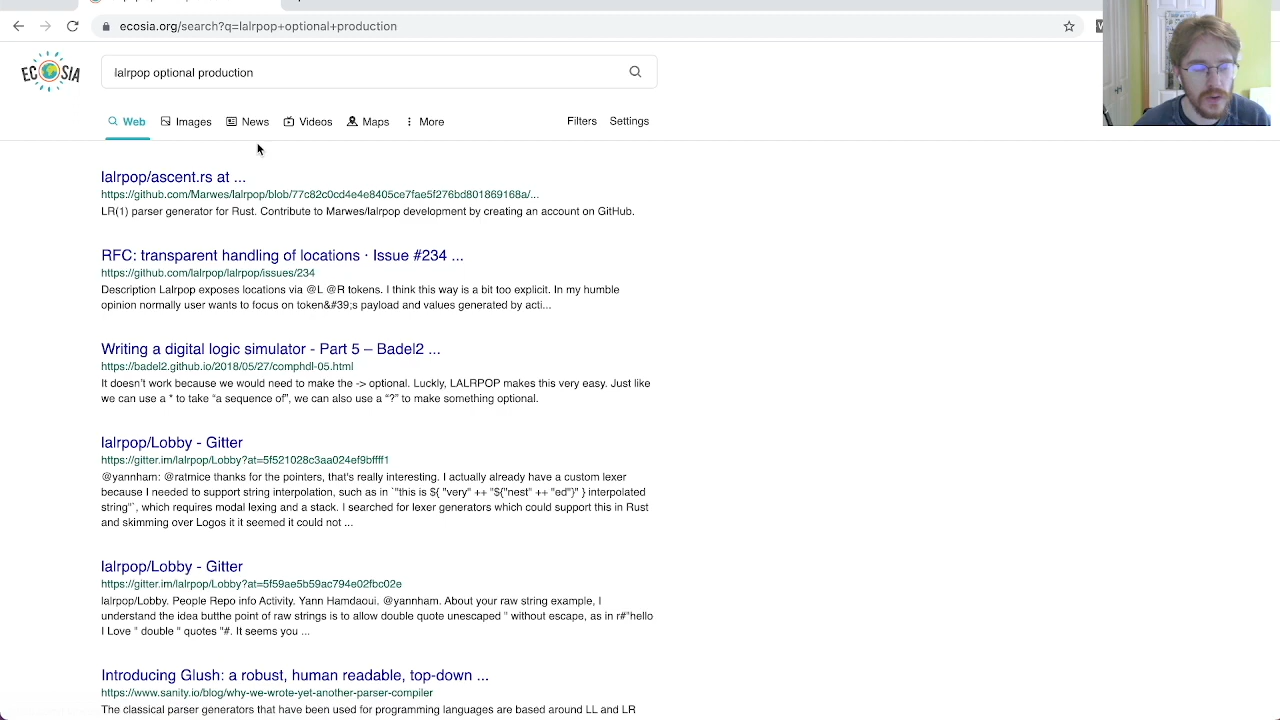 ecosia.org/search?q=lalrpop+optional+production
ECOSIA
lalrpop optional production
Web Images News Videos Maps More Filters Settings
lalrpop/ascent.rs at ...
https://github.com/Marwes/lalrpop/blob/77c82c0cd4e4e8405ce7fae5f276bd801869168a/...
LR(1) parser generator for Rust. Contribute to Marwes/lalrpop development by creating an account on GitHub.
RFC: transparent handling of locations · Issue #234 ...
https://github.com/lalrpop/lalrpop/issues/234
Description Lalrpop exposes locations via @L @R tokens. I think this way is a bit too explicit. In my humble
opinion normally user wants to focus on token&#39;s payload and values generated by acti...
Writing a digital logic simulator - Part 5 – Badel2 ...
https://badel2.github.io/2018/05/27/comphdl-05.html
It doesn’t work because we would need to make the -> optional. Luckly, LALRPOP makes this very easy. Just like
we can use a * to take “a sequence of”, we can also use a “?” to make something optional.
lalrpop/Lobby - Gitter
https://gitter.im/lalrpop/Lobby?at=5f521028c3aa024ef9bffff1
@yannham: @ratmice thanks for the pointers, that's really interesting. I actually already have a custom lexer
because I needed to support string interpolation, such as in `"this is ${ "very" ++ "${"nest" ++ "ed"}" } interpolated
string"`, which requires modal lexing and a stack. I searched for lexer generators which could support this in Rust
and skimming over Logos it it seemed it could not ...
lalrpop/Lobby - Gitter
https://gitter.im/lalrpop/Lobby?at=5f59ae5b59ac794e02fbc02e
lalrpop/Lobby. People Repo info Activity. Yann Hamdaoui. @yannham. About your raw string example, I
understand the idea butthe point of raw strings is to allow double quote unescaped " without escape, as in r#"hello
I Love " double " quotes "#. It seems you ...
Introducing Glush: a robust, human readable, top-down ...
https://www.sanity.io/blog/why-we-wrote-yet-another-parser-compiler
The classical parser generators that have been used for programming languages are based around LL and LR